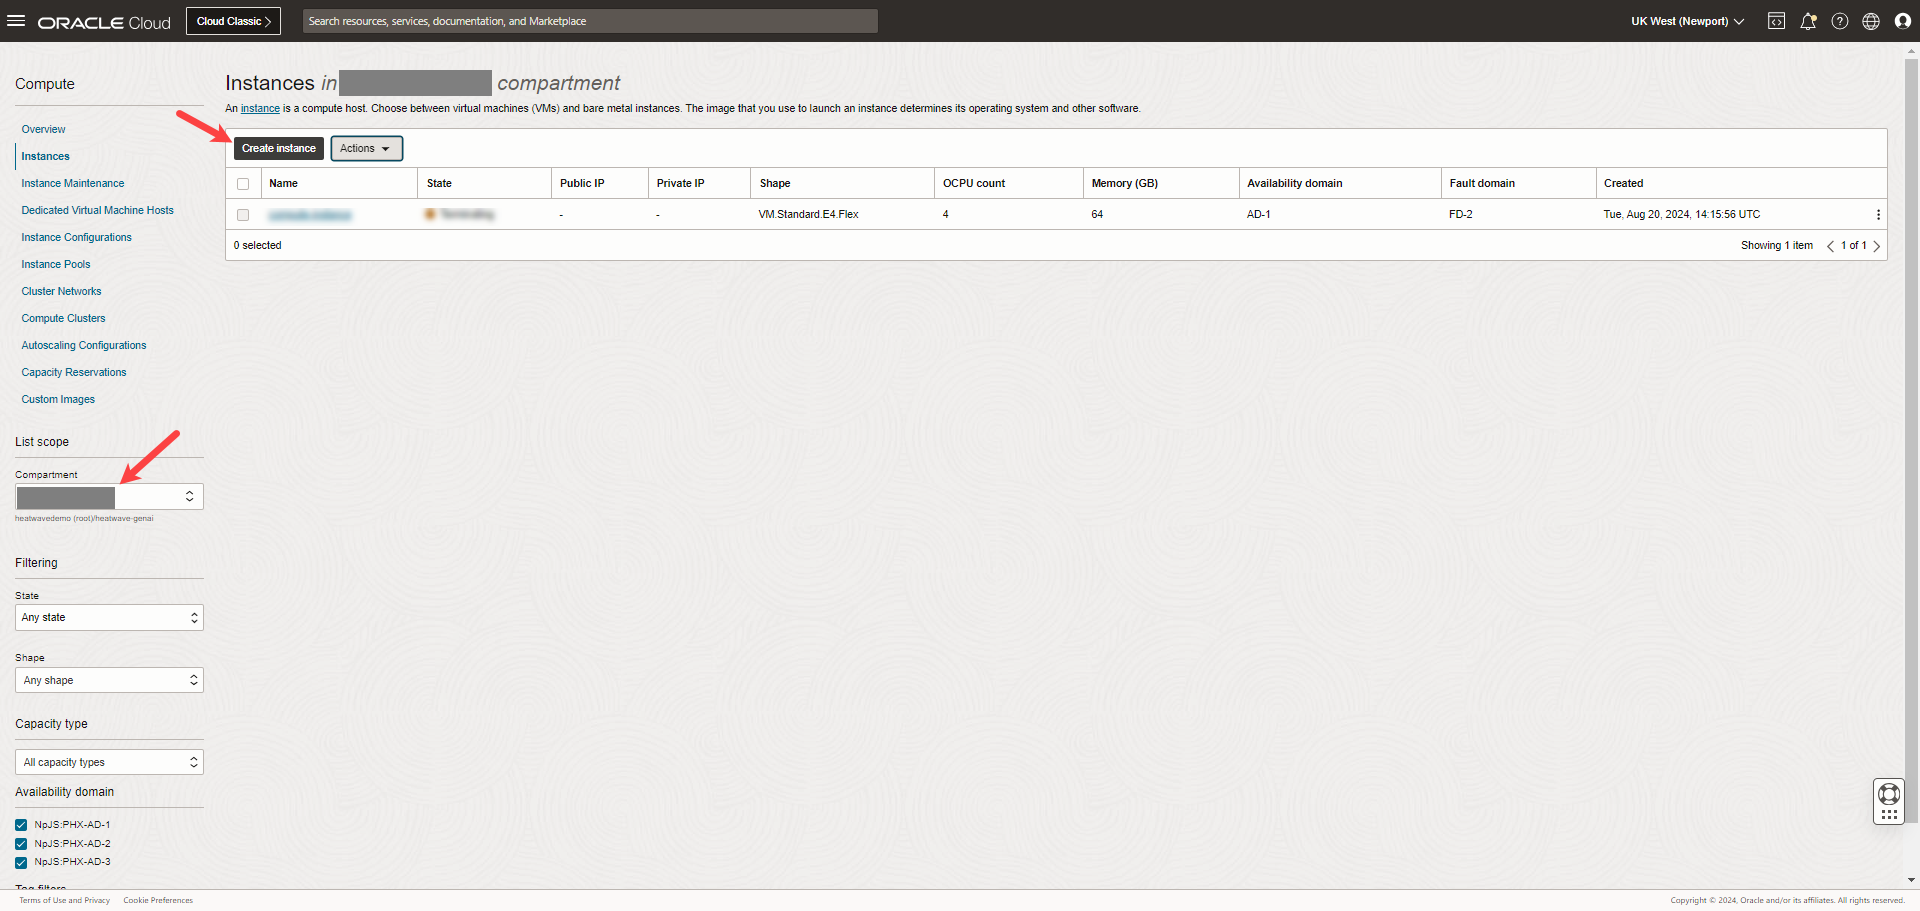 ORACLE Cloud
Cloud Classic
Search resources, services, documentation, and Marketplace
UK West (Newport)
Compute
Overview
Instances
Instance Maintenance
Dedicated Virtual Machine Hosts
Instance Configurations
Instance Pools
Cluster Networks
Compute Clusters
Autoscaling Configurations
Capacity Reservations
Custom Images
List scope
Compartment
heatwavedemo (root)/heatwave-genai
Filtering
State
Any state
Shape
Any shape
Capacity type
All capacity types
Availability domain
NpJS:PHX-AD-1
NpJS:PHX-AD-2
NpJS:PHX-AD-3
Tag filters
Instances in compartment
An instance is a compute host. Choose between virtual machines (VMs) and bare metal instances. The image that you use to launch an instance determines its operating system and other software.
Create instance Actions
Name State Public IP Private IP Shape OCPU count Memory (GB) Availability domain Fault domain Created
- - VM.Standard.E4.Flex 4 64 AD-1 FD-2 Tue, Aug 20, 2024, 14:15:56 UTC
0 selected Showing 1 item 1 of 1
Terms of Use and Privacy Cookie Preferences
Copyright © 2024, Oracle and/or its affiliates. All rights reserved.